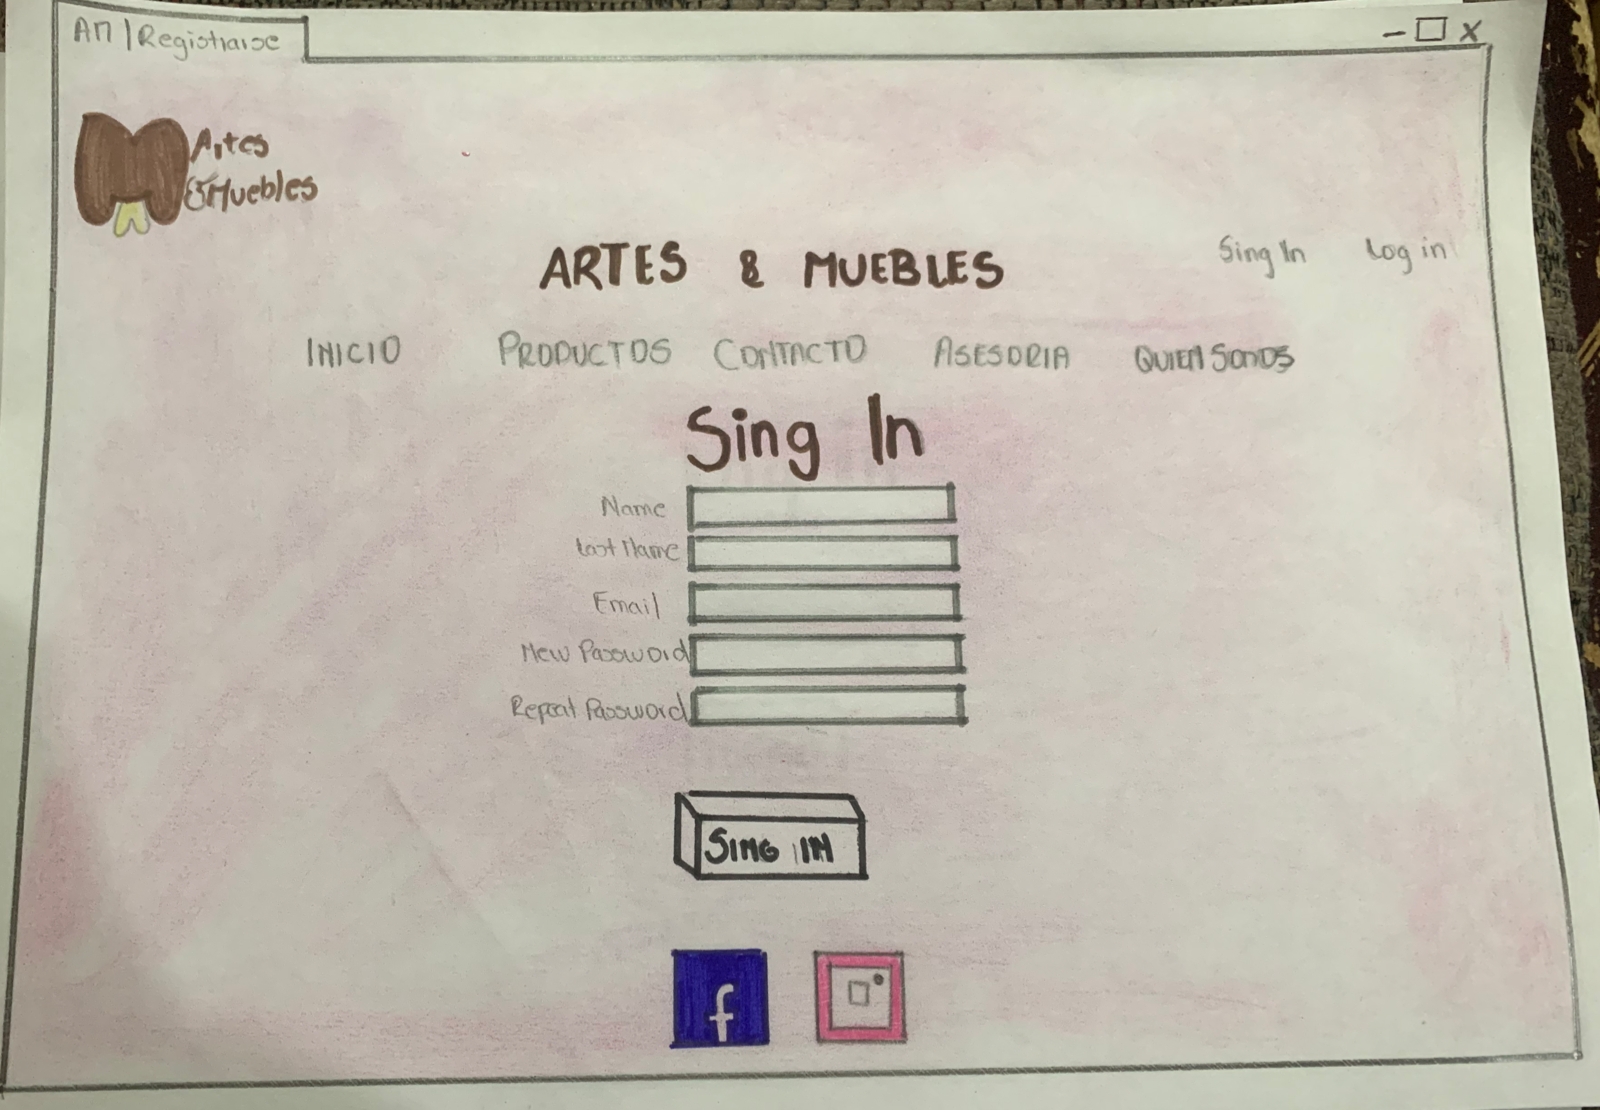 AM | Registrarse
Artes
& Muebles
ARTES & MUEBLES
Sing In Log in
INICIO PRODUCTOS CONTACTO ASESORIA QUIEN SOMOS
Sing In
Name
Last Name
Email
New Password
Repeat Password
SING IN
f